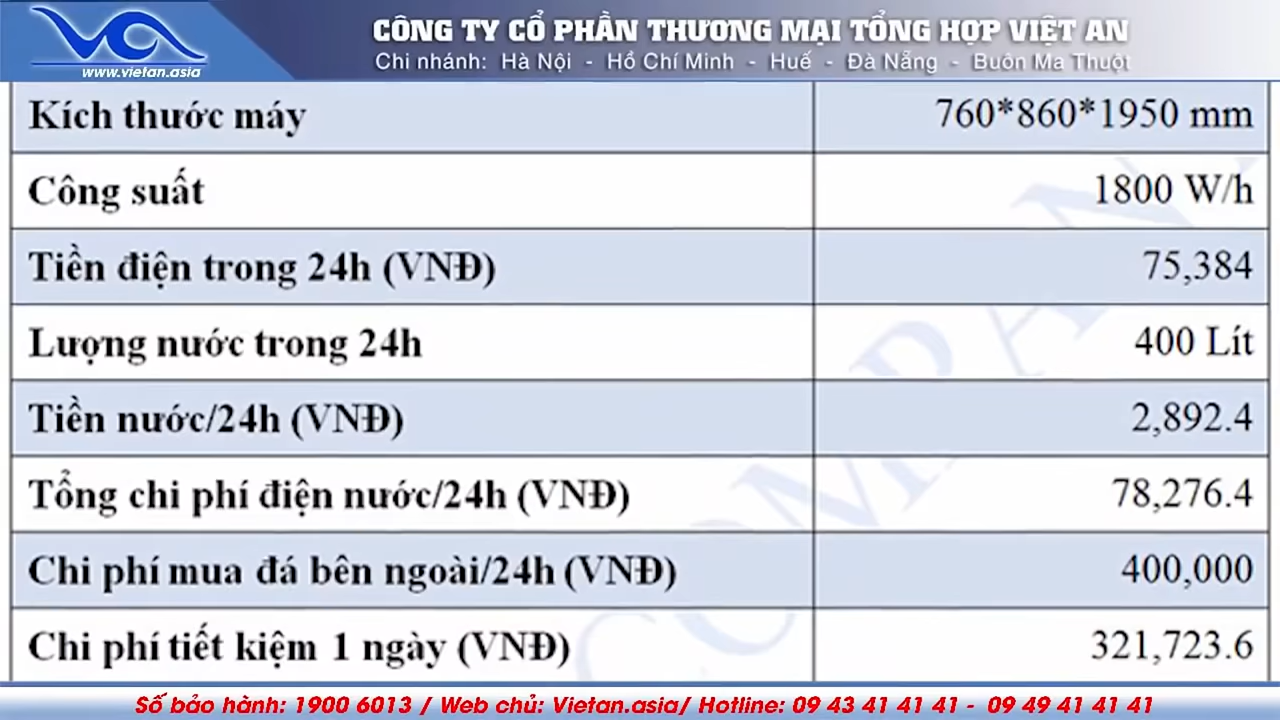 VCA
www.vietan.asia
CÔNG TY CỔ PHẦN THƯƠNG MẠI TỔNG HỢP VIỆT AN
Chi nhánh: Hà Nội - Hồ Chí Minh - Huế - Đà Nẵng - Buôn Ma Thuột
Kích thước máy 760*860*1950 mm
Công suất 1800 W/h
Tiền điện trong 24h (VNĐ) 75,384
Lượng nước trong 24h 400 Lít
Tiền nước/24h (VNĐ) 2,892.4
Tổng chi phí điện nước/24h (VNĐ) 78,276.4
Chi phí mua đá bên ngoài/24h (VNĐ) 400,000
Chi phí tiết kiệm 1 ngày (VNĐ) 321,723.6
COMPANY
Số bảo hành: 1900 6013 / Web chủ: Vietan.asia/ Hotline: 09 43 41 41 41 - 09 49 41 41 41